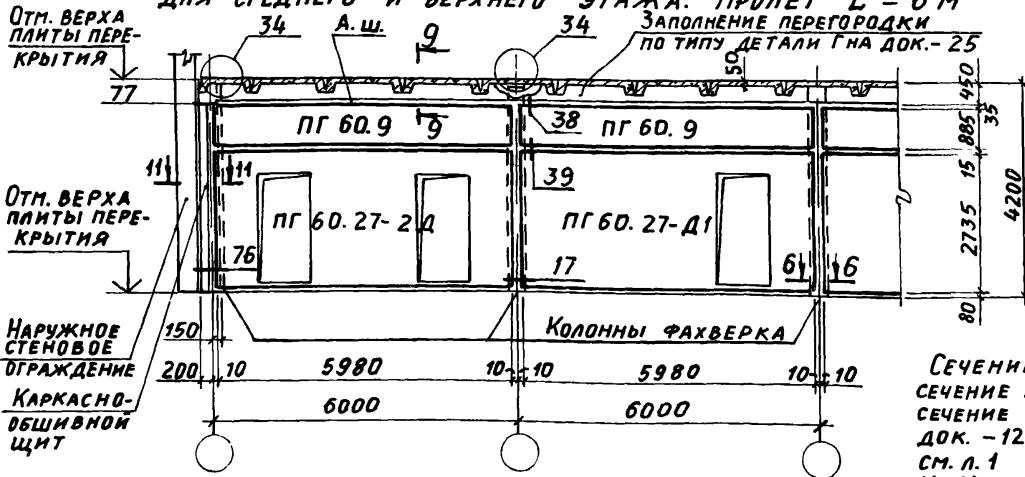 ДЛЯ СРЕДНЕГО И ВЕРХНЕГО ЭТАЖА. ПРОЛЕТ L = 6 М
ОТМ. ВЕРХА
ПЛИТЫ ПЕРЕ-
КРЫТИЯ
34
А.Ш.
9
34
ЗАПОЛНЕНИЕ ПЕРЕГОРОДКИ
ПО ТИПУ ДЕТАЛИ Г НА ДОК.- 25
50
77
450
ПГ 60.9
9
38
ПГ 60.9
885
35
11
11
39
15
4200
ОТМ. ВЕРХА
ПЛИТЫ ПЕРЕ-
КРЫТИЯ
ПГ 60.27-2Д
ПГ 60.27-Д1
2735
76
17
6
6
80
НАРУЖНОЕ
СТЕНОВОЕ
ОГРАЖДЕНИЕ
150
КОЛОННЫ ФАХВЕРКА
200
10
5980
10
10
5980
10
10
КАРКАСНО-
ОБШИВНОЙ
ЩИТ
6000
6000
СЕЧЕНИ
СЕЧЕНИЕ
СЕЧЕНИЕ
ДОК. -12
СМ. Л. 1